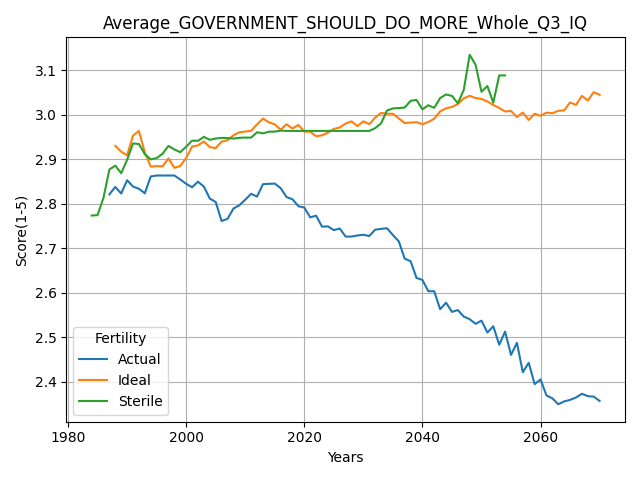 Average_GOVERNMENT_SHOULD_DO_MORE_Whole_Q3_IQ
Score(1-5)
3.1
3.0
2.9
2.8
2.7
2.6
2.5
2.4
Fertility
Actual
Ideal
Sterile
1980 2000 2020 2040 2060
Years